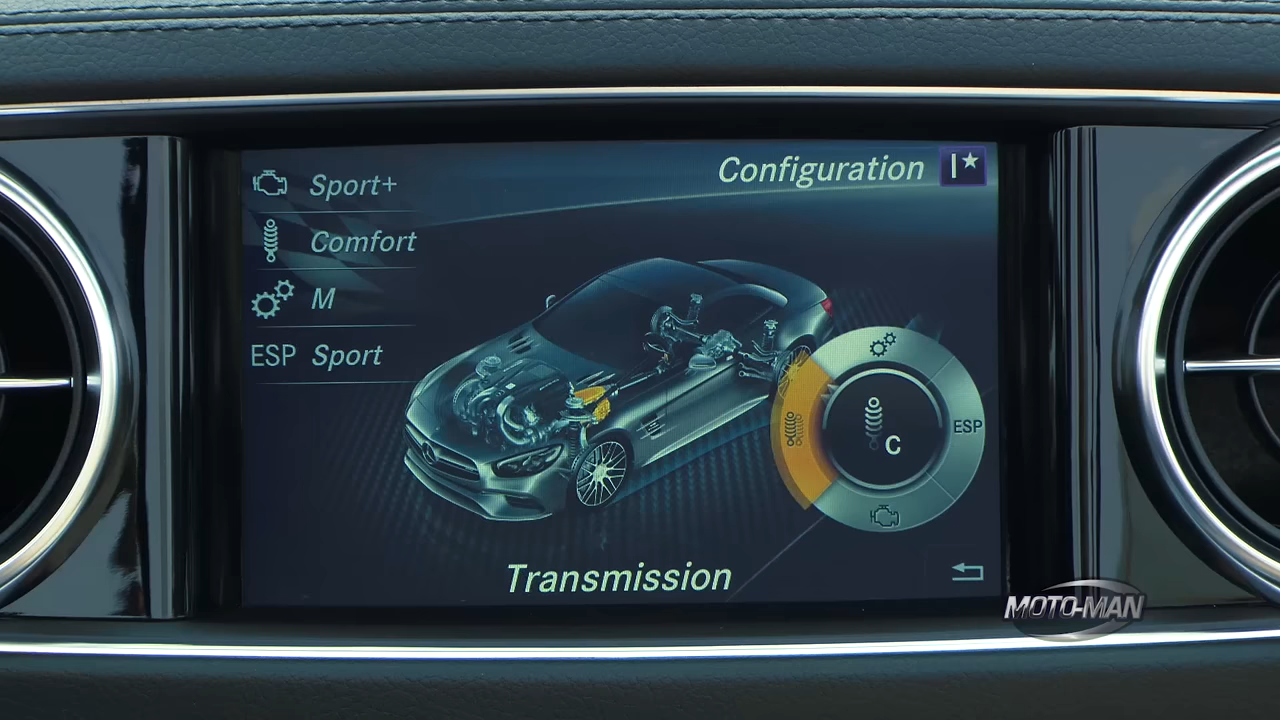 Configuration I★
Sport+
Comfort
M
ESP Sport
ESP
C
Transmission
MOTO-MAN